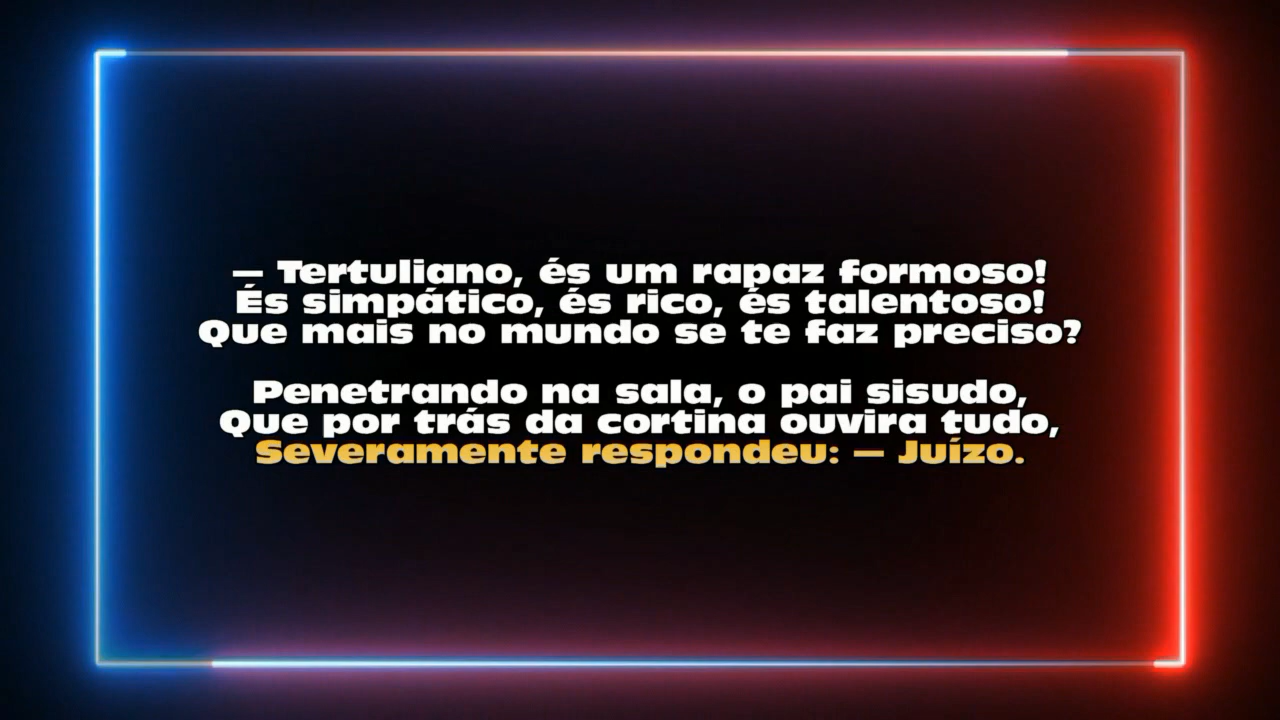 — Tertuliano, és um rapaz formoso!
És simpático, és rico, és talentoso!
Que mais no mundo se te faz preciso?
Penetrando na sala, o pai sisudo,
Que por trás da cortina ouvira tudo,
Severamente respondeu: — Juízo.